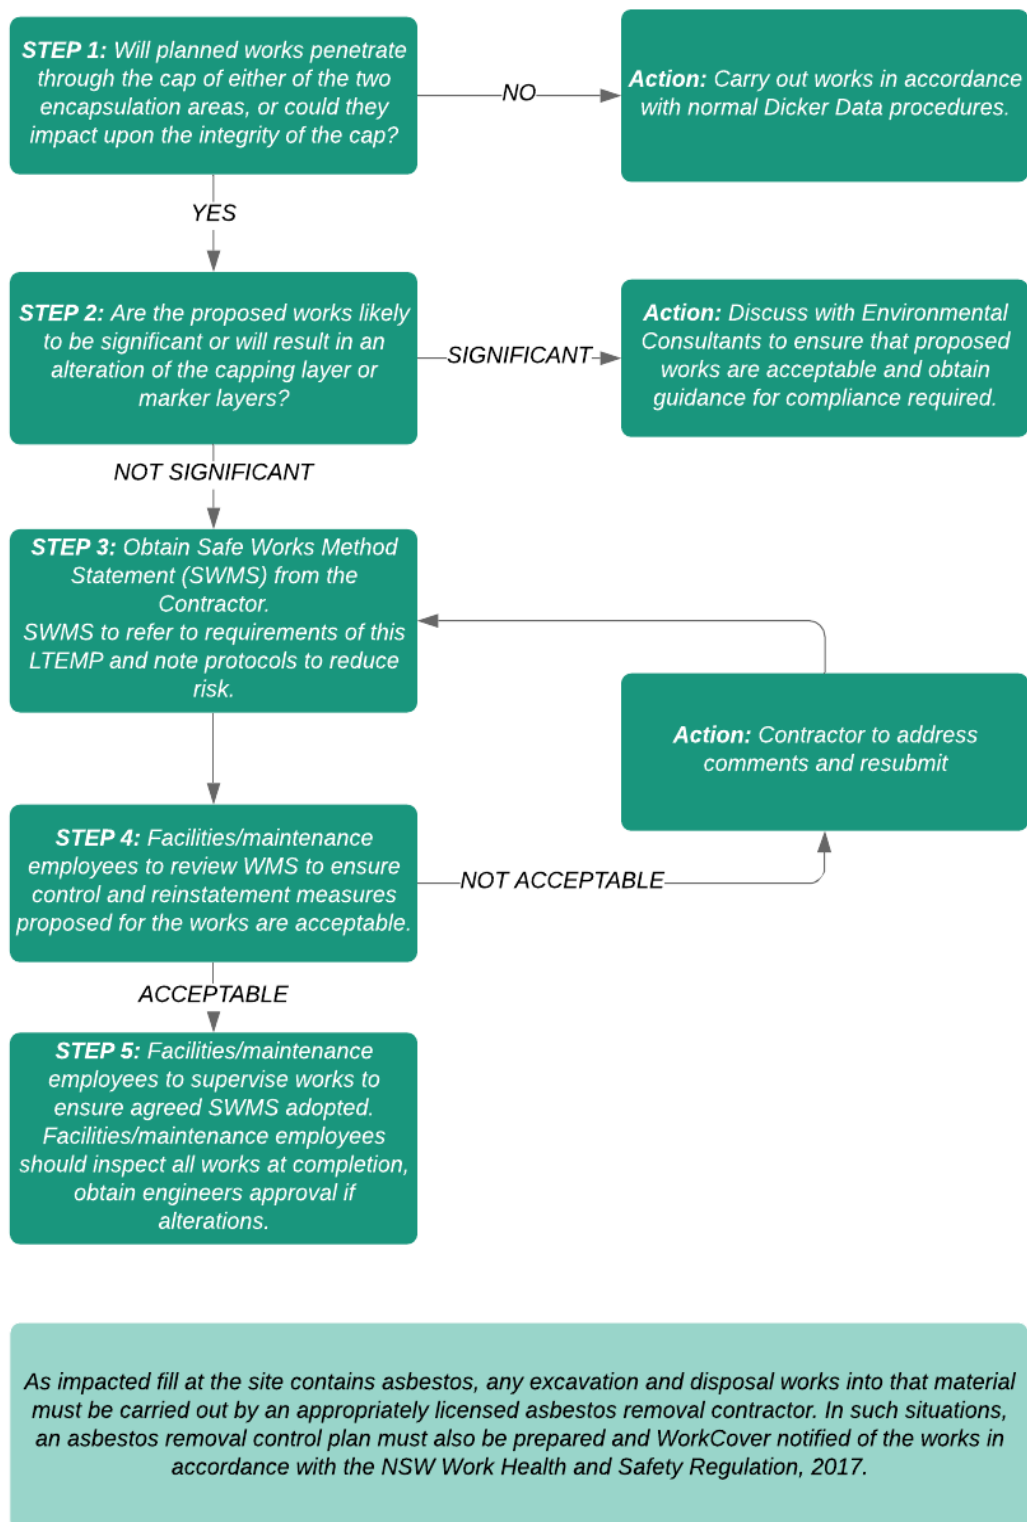 STEP 1: Will planned works penetrate
through the cap of either of the two
encapsulation areas, or could they
impact upon the integrity of the cap?
NO
Action: Carry out works in accordance
with normal Dicker Data procedures.
YES
STEP 2: Are the proposed works likely
to be significant or will result in an
alteration of the capping layer or
marker layers?
SIGNIFICANT
Action: Discuss with Environmental
Consultants to ensure that proposed
works are acceptable and obtain
guidance for compliance required.
NOT SIGNIFICANT
STEP 3: Obtain Safe Works Method
Statement (SWMS) from the
Contractor.
SWMS to refer to requirements of this
LTEMP and note protocols to reduce
risk.
Action: Contractor to address
comments and resubmit
STEP 4: Facilities/maintenance
employees to review WMS to ensure
control and reinstatement measures
proposed for the works are acceptable.
NOT ACCEPTABLE
ACCEPTABLE
STEP 5: Facilities/maintenance
employees to supervise works to
ensure agreed SWMS adopted.
Facilities/maintenance employees
should inspect all works at completion,
obtain engineers approval if
alterations.
As impacted fill at the site contains asbestos, any excavation and disposal works into that material
must be carried out by an appropriately licensed asbestos removal contractor. In such situations,
an asbestos removal control plan must also be prepared and WorkCover notified of the works in
accordance with the NSW Work Health and Safety Regulation, 2017.